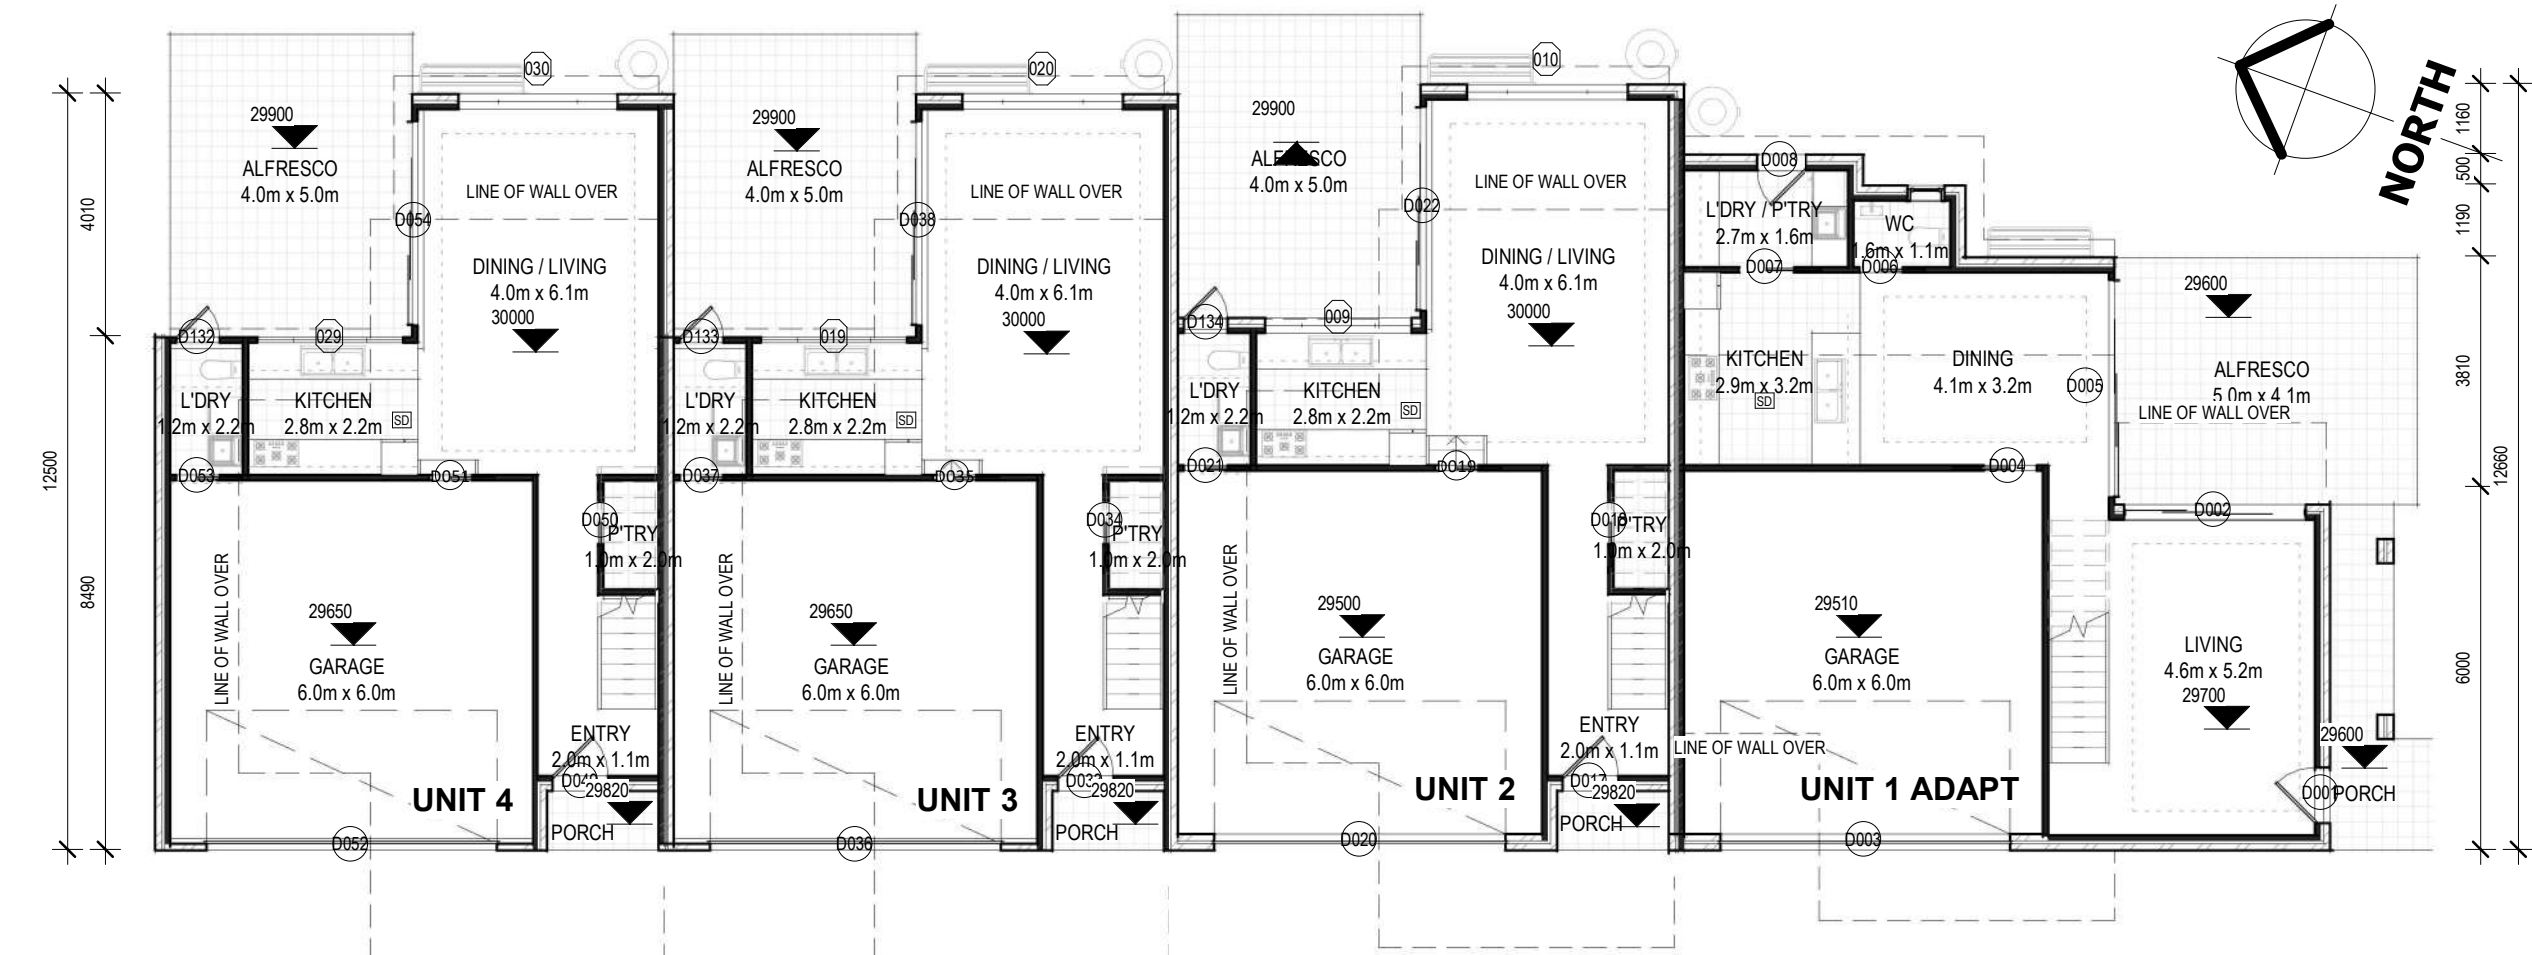 030
020
010
NORTH
29900
ALFRESCO
4.0m x 5.0m
LINE OF WALL OVER
D054
DINING / LIVING
4.0m x 6.1m
30000
D132
029
L'DRY
1.2m x 2.2m
KITCHEN
2.8m x 2.2m
SD
D053
D051
D050
P'TRY
1.0m x 2.0m
LINE OF WALL OVER
29650
GARAGE
6.0m x 6.0m
ENTRY
2.0m x 1.1m
29820
UNIT 4
PORCH
D052
29900
ALFRESCO
4.0m x 5.0m
LINE OF WALL OVER
D038
DINING / LIVING
4.0m x 6.1m
30000
D133
019
L'DRY
1.2m x 2.2m
KITCHEN
2.8m x 2.2m
SD
D037
D035
D034
P'TRY
1.0m x 2.0m
LINE OF WALL OVER
29650
GARAGE
6.0m x 6.0m
ENTRY
2.0m x 1.1m
29820
UNIT 3
PORCH
D036
29900
ALFRESCO
4.0m x 5.0m
LINE OF WALL OVER
D022
DINING / LIVING
4.0m x 6.1m
30000
D134
009
L'DRY
1.2m x 2.2m
KITCHEN
2.8m x 2.2m
SD
D021
D019
P'TRY
1.0m x 2.0m
LINE OF WALL OVER
29500
GARAGE
6.0m x 6.0m
ENTRY
2.0m x 1.1m
D017
29820
UNIT 2
PORCH
D020
D008
L'DRY / P'TRY
2.7m x 1.6m
WC
1.6m x 1.1m
D007
D006
KITCHEN
2.9m x 3.2m
SD
DINING
4.1m x 3.2m
D005
29600
ALFRESCO
5.0m x 4.1m
LINE OF WALL OVER
D004
D002
29510
GARAGE
6.0m x 6.0m
LIVING
4.6m x 5.2m
29700
LINE OF WALL OVER
29600
UNIT 1 ADAPT
D001
PORCH
D003
4010
8490
12500
1160
500
1190
3810
6000
12660